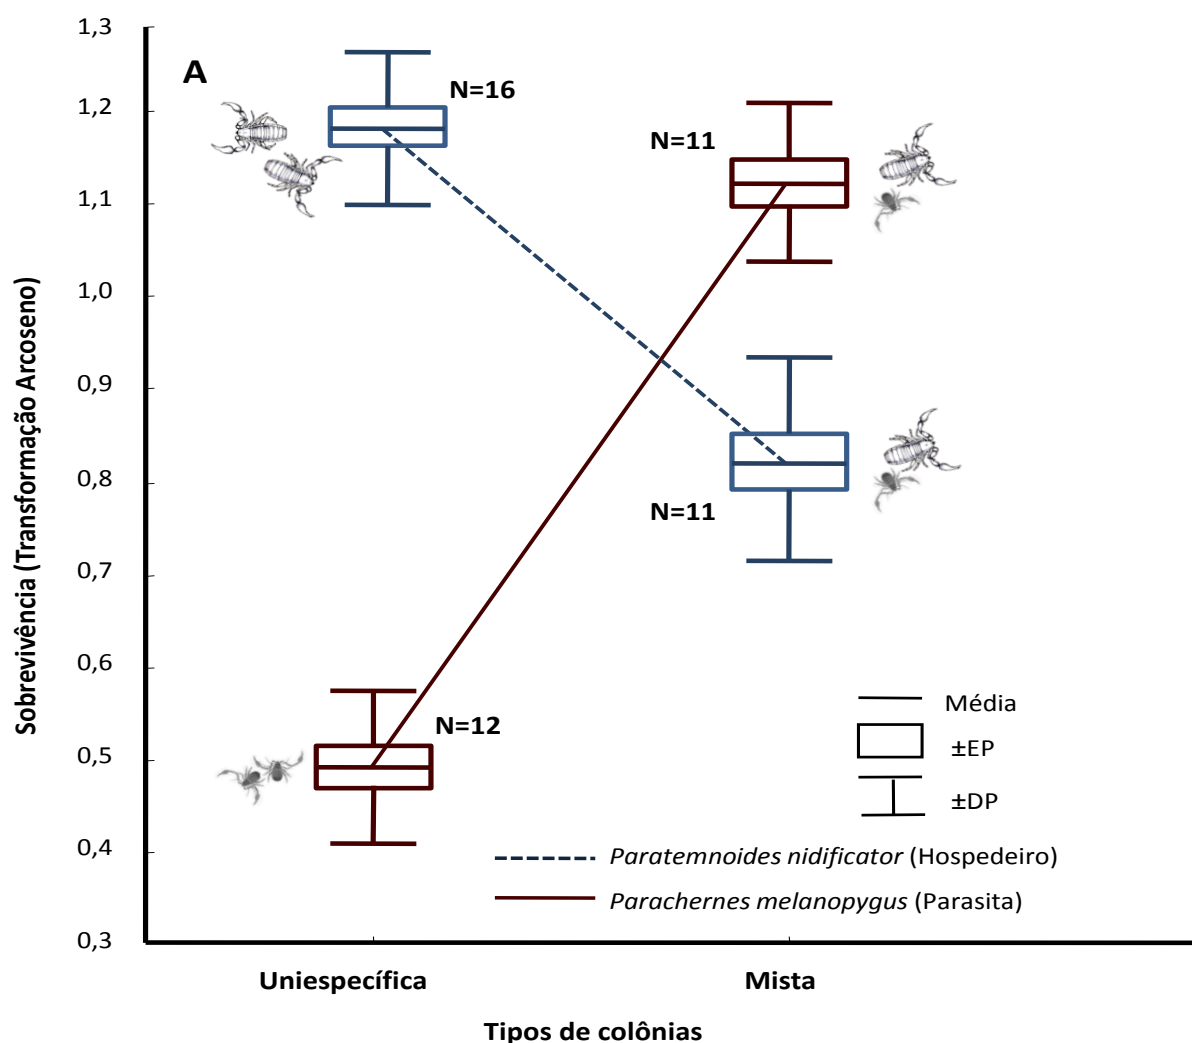 1,3
A
N=16
1,2
N=11
1,1
1,0
0,9
0,8
N=11
0,7
0,6
N=12
0,5
0,4
0,3
Sobrevivência (Transformação Arcoseno)
Média
±EP
±DP
Paratemnoides nidificator (Hospedeiro)
Parachernes melanopygus (Parasita)
Uniespecífica
Mista
Tipos de colônias